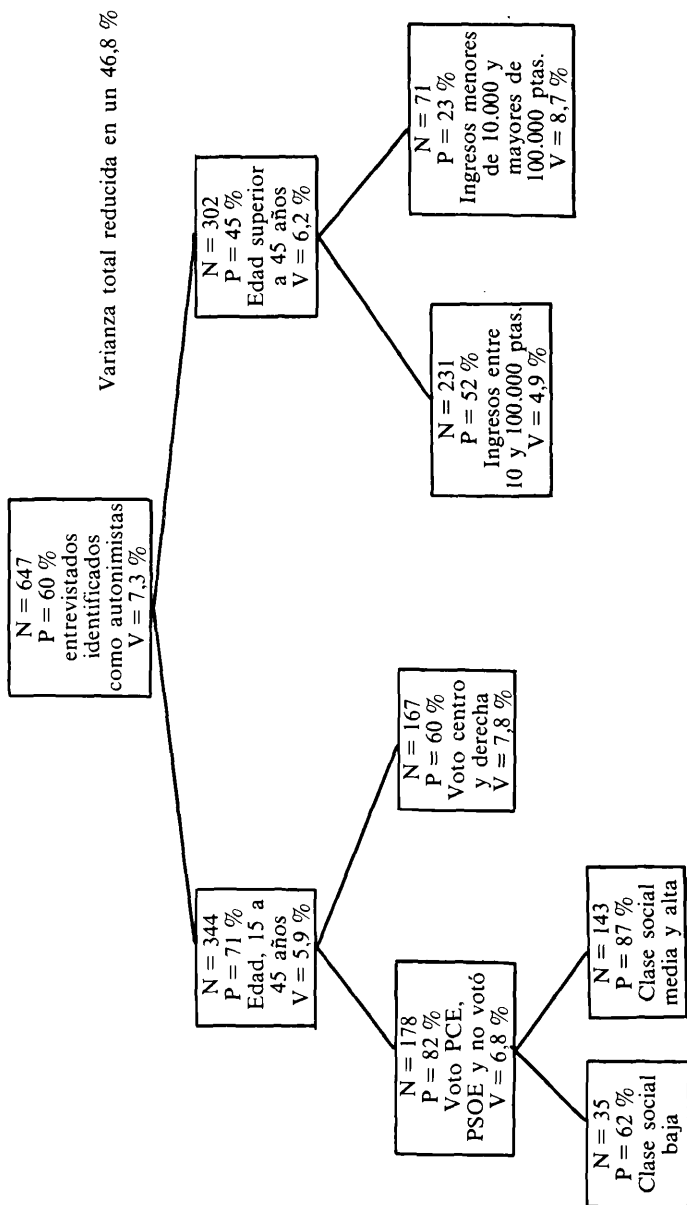 Varianza total reducida en un 46,8 %
N = 647
P = 60 %
entrevistados
identificados
como autonimistas
V = 7,3 %
N = 344
P = 71 %
Edad, 15 a
45 años
V = 5,9 %
N = 302
P = 45 %
Edad superior
a 45 años
V = 6,2 %
N = 178
P = 82 %
Voto PCE,
PSOE y no votó
V = 6,8 %
N = 167
P = 60 %
Voto centro
y derecha
V = 7,8 %
N = 231
P = 52 %
Ingresos entre
10 y 100.000 ptas.
V = 4,9 %
N = 71
P = 23 %
Ingresos menores
de 10.000 y
mayores de
100.000 ptas.
V = 8,7 %
N = 35
P = 62 %
Clase social
baja
N = 143
P = 87 %
Clase social
media y alta